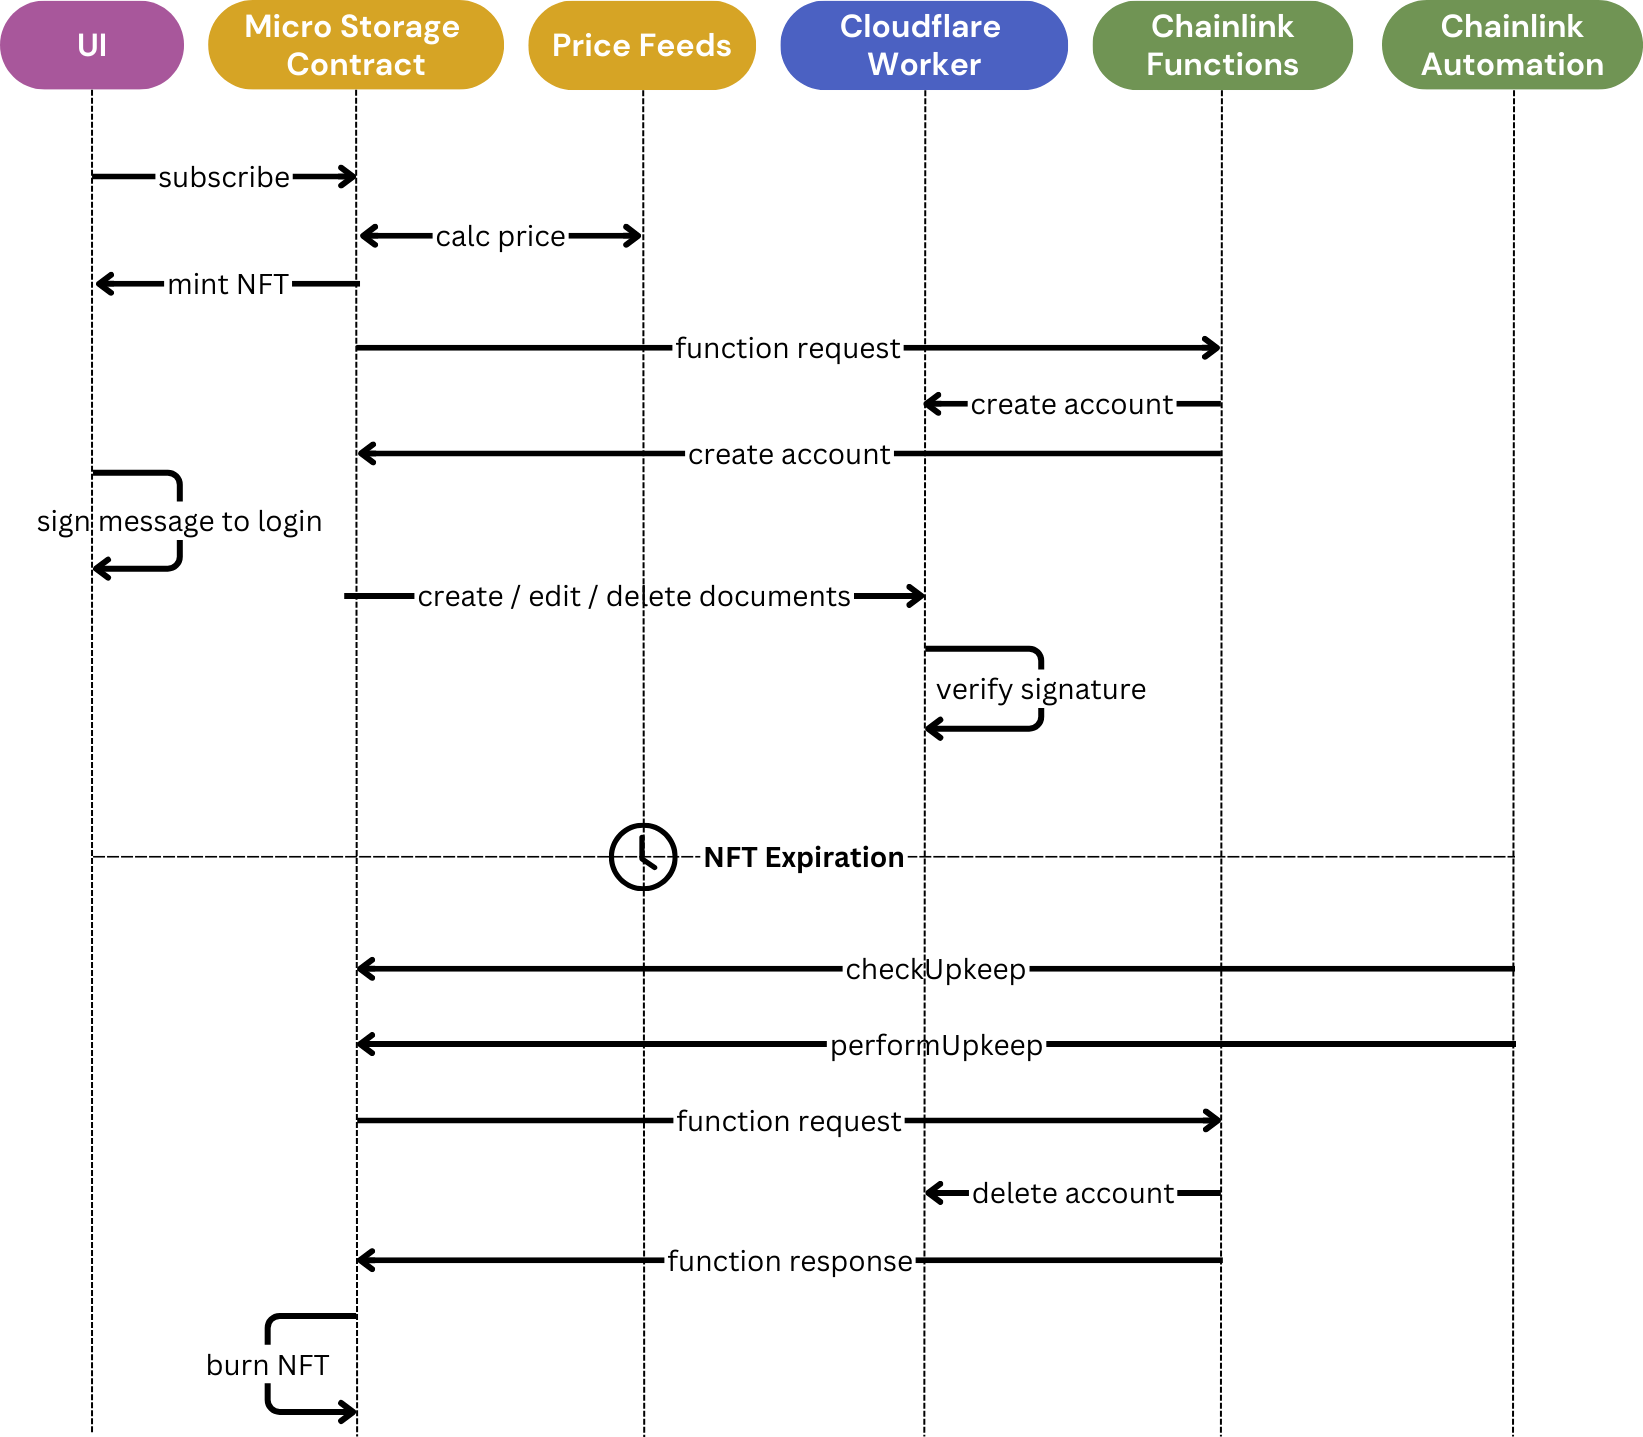 UI
Micro Storage
Contract
Price Feeds
Cloudflare
Worker
Chainlink
Functions
Chainlink
Automation
subscribe
calc price
mint NFT
function request
create account
create account
sign message to login
create / edit / delete documents
verify signature
NFT Expiration
checkUpkeep
performUpkeep
function request
delete account
function response
burn NFT